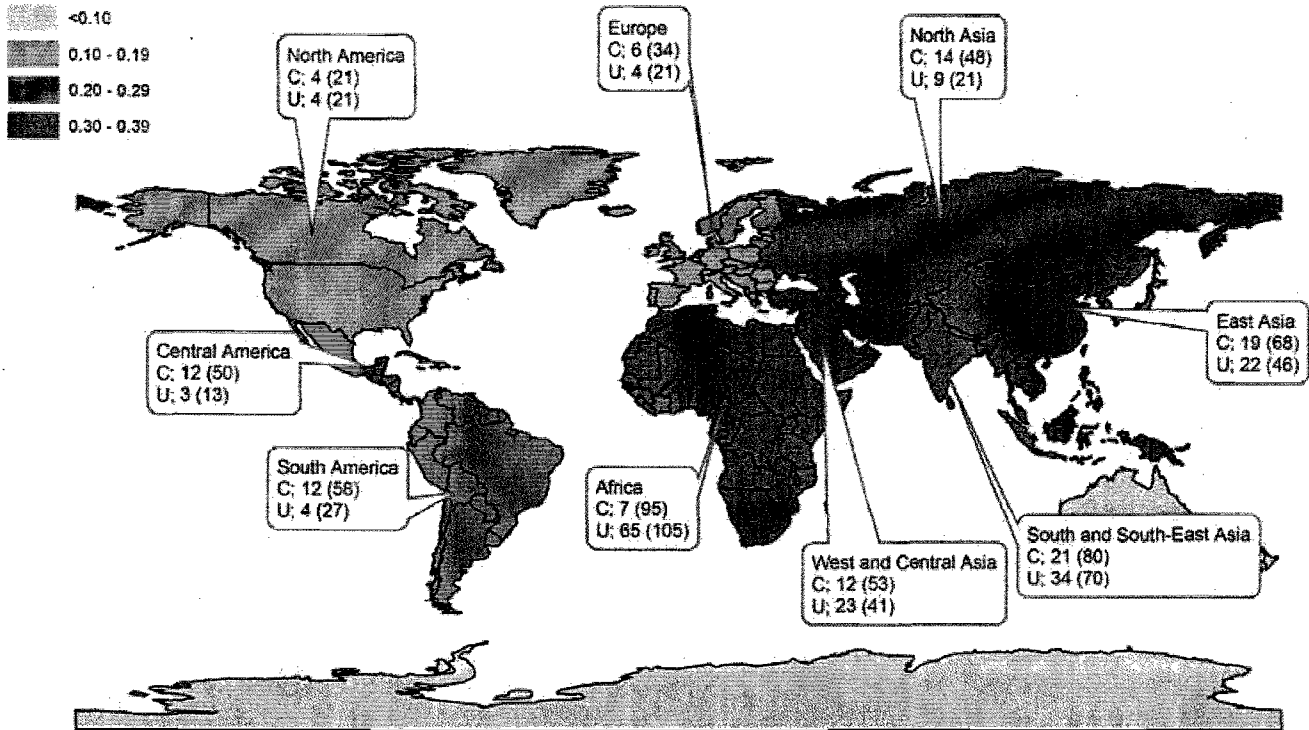 <0.10
0.10 - 0.19
0.20 - 0.29
0.30 - 0.39
North America
C; 4 (21)
U; 4 (21)
Europe
C; 6 (34)
U; 4 (21)
North Asia
C; 14 (48)
U; 9 (21)
East Asia
C; 19 (68)
U; 22 (46)
Central America
C; 12 (50)
U; 3 (13)
South America
C; 12 (58)
U; 4 (27)
Africa
C; 7 (95)
U; 65 (105)
West and Central Asia
C; 12 (53)
U; 23 (41)
South and South-East Asia
C; 21 (80)
U; 34 (70)